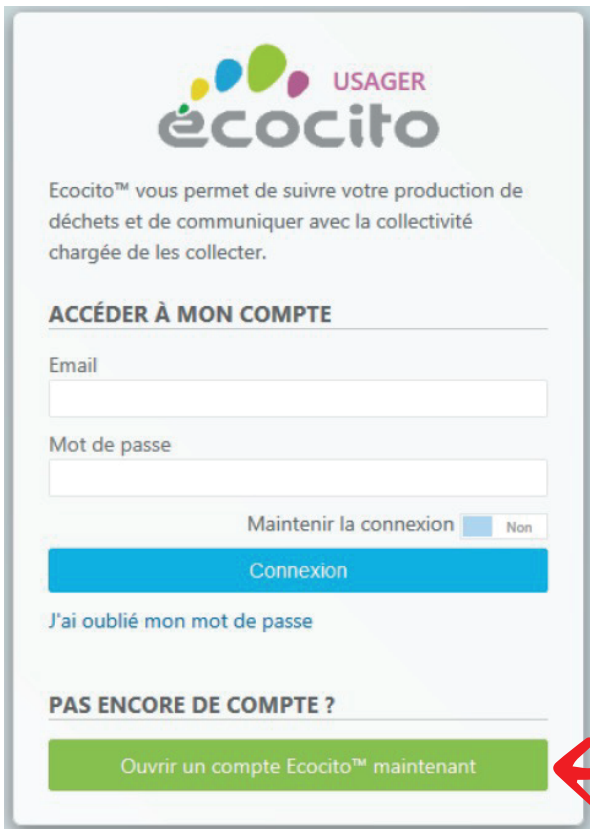 USAGER
écocito
Ecocito™ vous permet de suivre votre production de
déchets et de communiquer avec la collectivité
chargée de les collecter.
ACCÉDER À MON COMPTE
Email
Mot de passe
Maintenir la connexion Non
Connexion
J'ai oublié mon mot de passe
PAS ENCORE DE COMPTE ?
Ouvrir un compte Ecocito™ maintenant